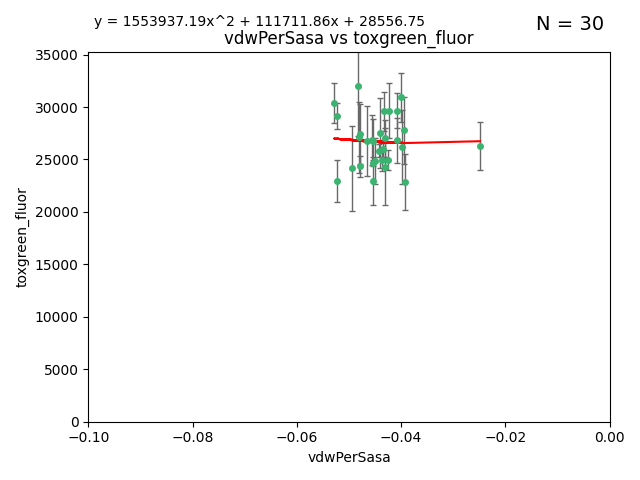 y = 1553937.19x^2 + 111711.86x + 28556.75
N = 30
vdwPerSasa vs toxgreen_fluor
35000
30000
25000
20000
15000
10000
5000
0
toxgreen_fluor
−0.10
−0.08
−0.06
−0.04
−0.02
0.00
vdwPerSasa